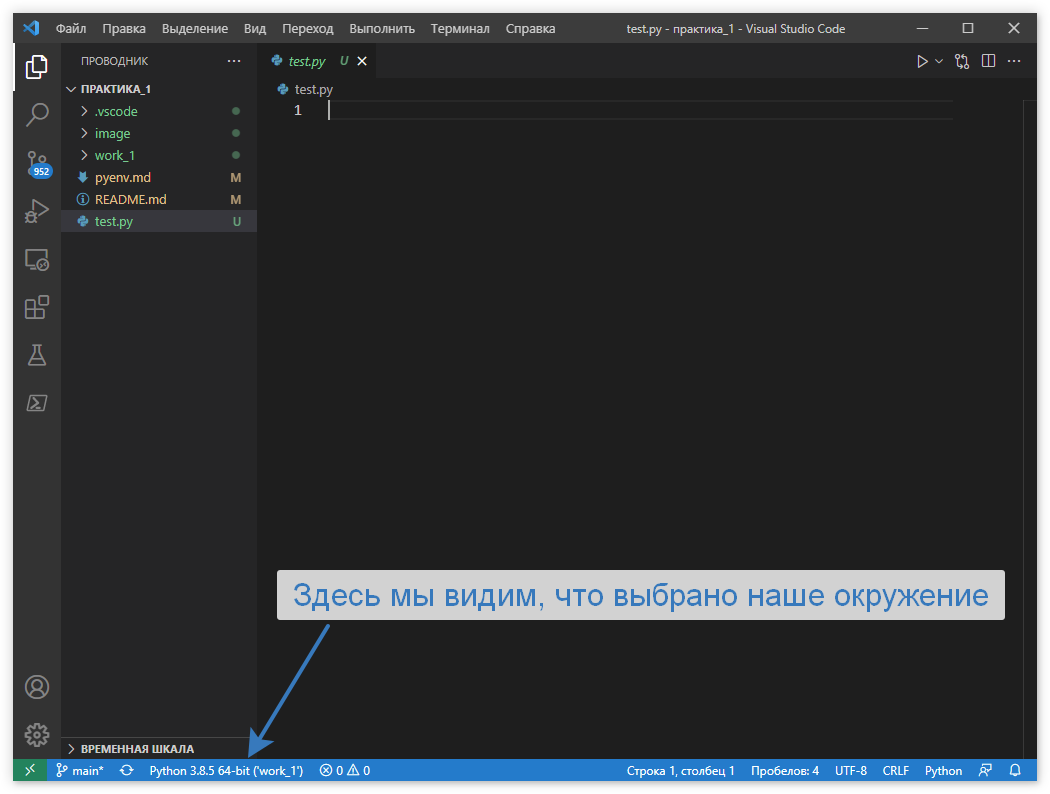 Файл Правка Выделение Вид Переход Выполнить Терминал Справка test.py - практика_1 - Visual Studio Code
ПРОВОДНИК
test.py U
ПРАКТИКА_1
test.py
.vscode
1
image
work_1
952
pyenv.md M
README.md M
test.py U
Здесь мы видим, что выбрано наше окружение
ВРЕМЕННАЯ ШКАЛА
main* Python 3.8.5 64-bit ('work_1') 0 0 Строка 1, столбец 1 Пробелов: 4 UTF-8 CRLF Python